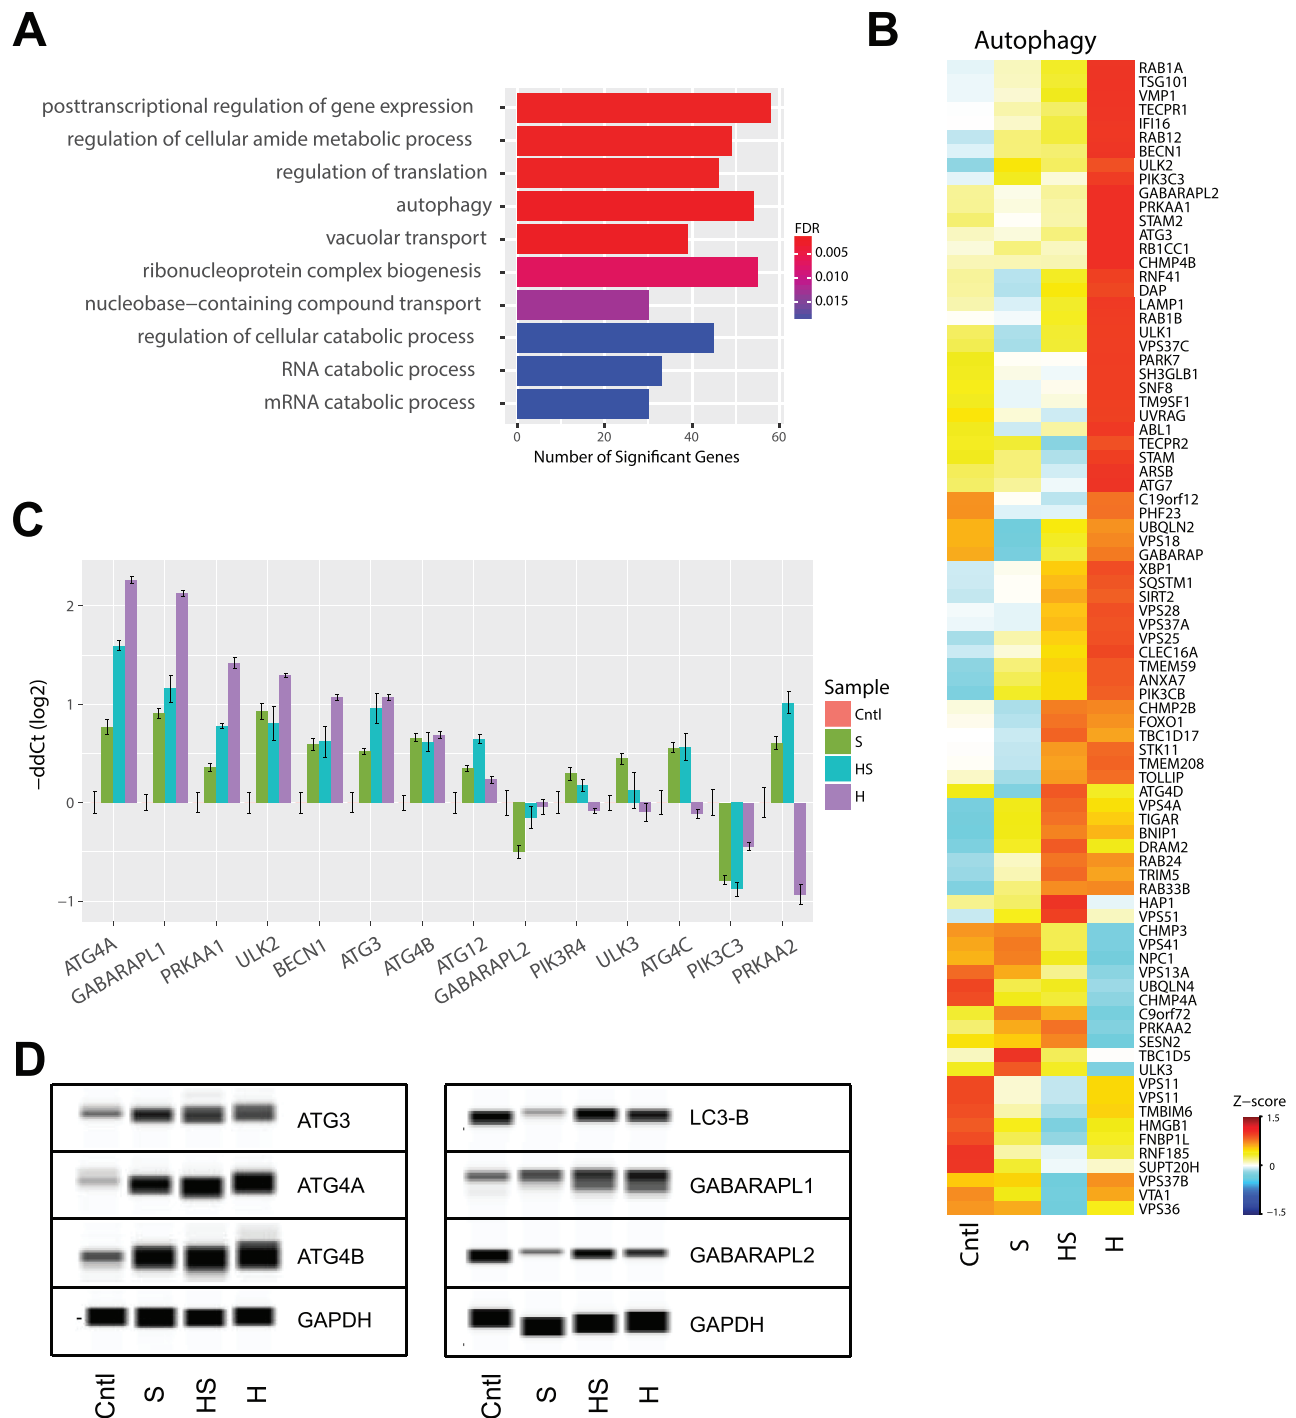 A
posttranscriptional regulation of gene expression
regulation of cellular amide metabolic process
regulation of translation
autophagy
vacuolar transport
ribonucleoprotein complex biogenesis
nucleobase−containing compound transport
regulation of cellular catabolic process
RNA catabolic process
mRNA catabolic process
0 20 40 60
Number of Significant Genes
FDR
0.005
0.010
0.015
B
Autophagy
RAB1A
TSG101
VMP1
TECPR1
IFI16
RAB12
BECN1
ULK2
PIK3C3
GABARAPL2
PRKAA1
STAM2
ATG3
RB1CC1
CHMP4B
RNF41
DAP
LAMP1
RAB1B
ULK1
VPS37C
PARK7
SH3GLB1
SNF8
TM9SF1
UVRAG
ABL1
TECPR2
STAM
ARSB
ATG7
C19orf12
PHF23
UBQLN2
VPS18
GABARAP
XBP1
SQSTM1
SIRT2
VPS28
VPS37A
VPS25
CLEC16A
TMEM59
ANXA7
PIK3CB
CHMP2B
FOXO1
TBC1D17
STK11
TMEM208
TOLLIP
ATG4D
VPS4A
TIGAR
BNIP1
DRAM2
RAB24
TRIM5
RAB33B
HAP1
VPS51
CHMP3
VPS41
NPC1
VPS13A
UBQLN4
CHMP4A
C9orf72
PRKAA2
SESN2
TBC1D5
ULK3
VPS11
VPS11
TMBIM6
HMGB1
FNBP1L
RNF185
SUPT20H
VPS37B
VTA1
VPS36
Cntl S HS H
Z−score
1.5
0
−1.5
C
−ddCt (log2)
2
1
0
−1
ATG4A GABARAPL1 PRKAA1 ULK2 BECN1 ATG3 ATG4B ATG12 GABARAPL2 PIK3R4 ULK3 ATG4C PIK3C3 PRKAA2
Sample
Cntl
S
HS
H
D
ATG3
ATG4A
ATG4B
GAPDH
Cntl S HS H
LC3-B
GABARAPL1
GABARAPL2
GAPDH
Cntl S HS H